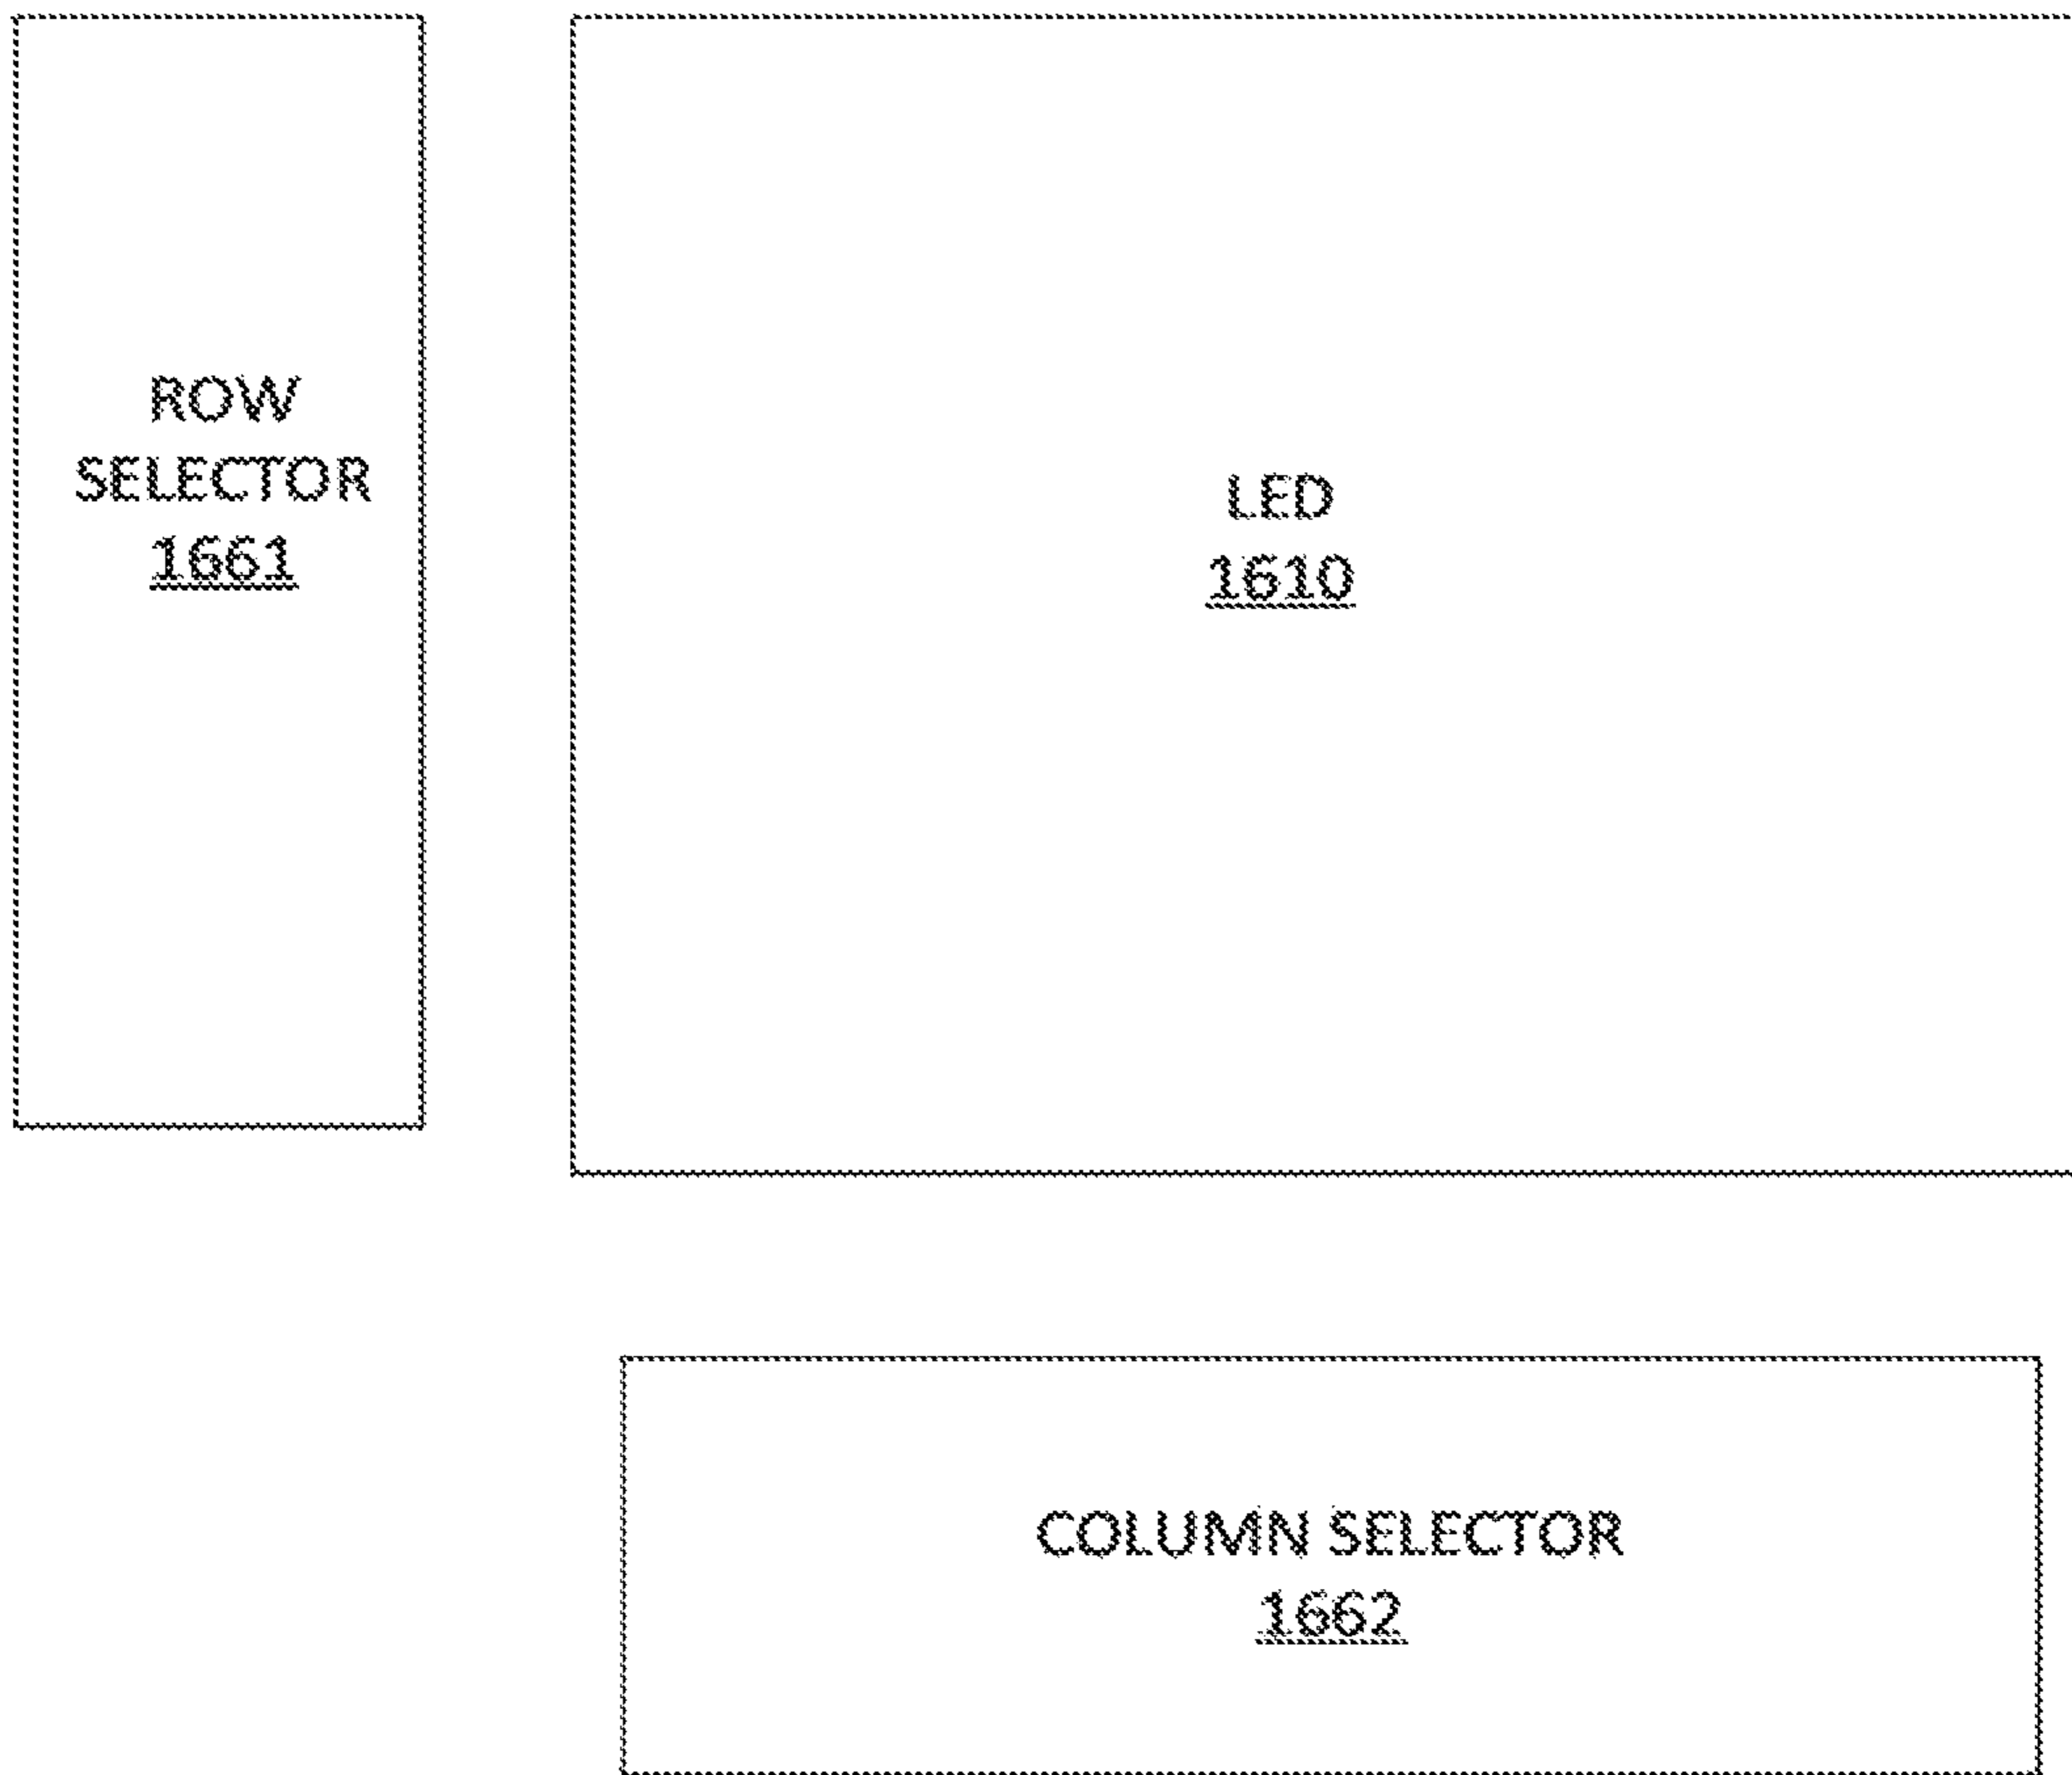 ROW
SELECTOR
1661
LED
1610
COLUMN SELECTOR
1662